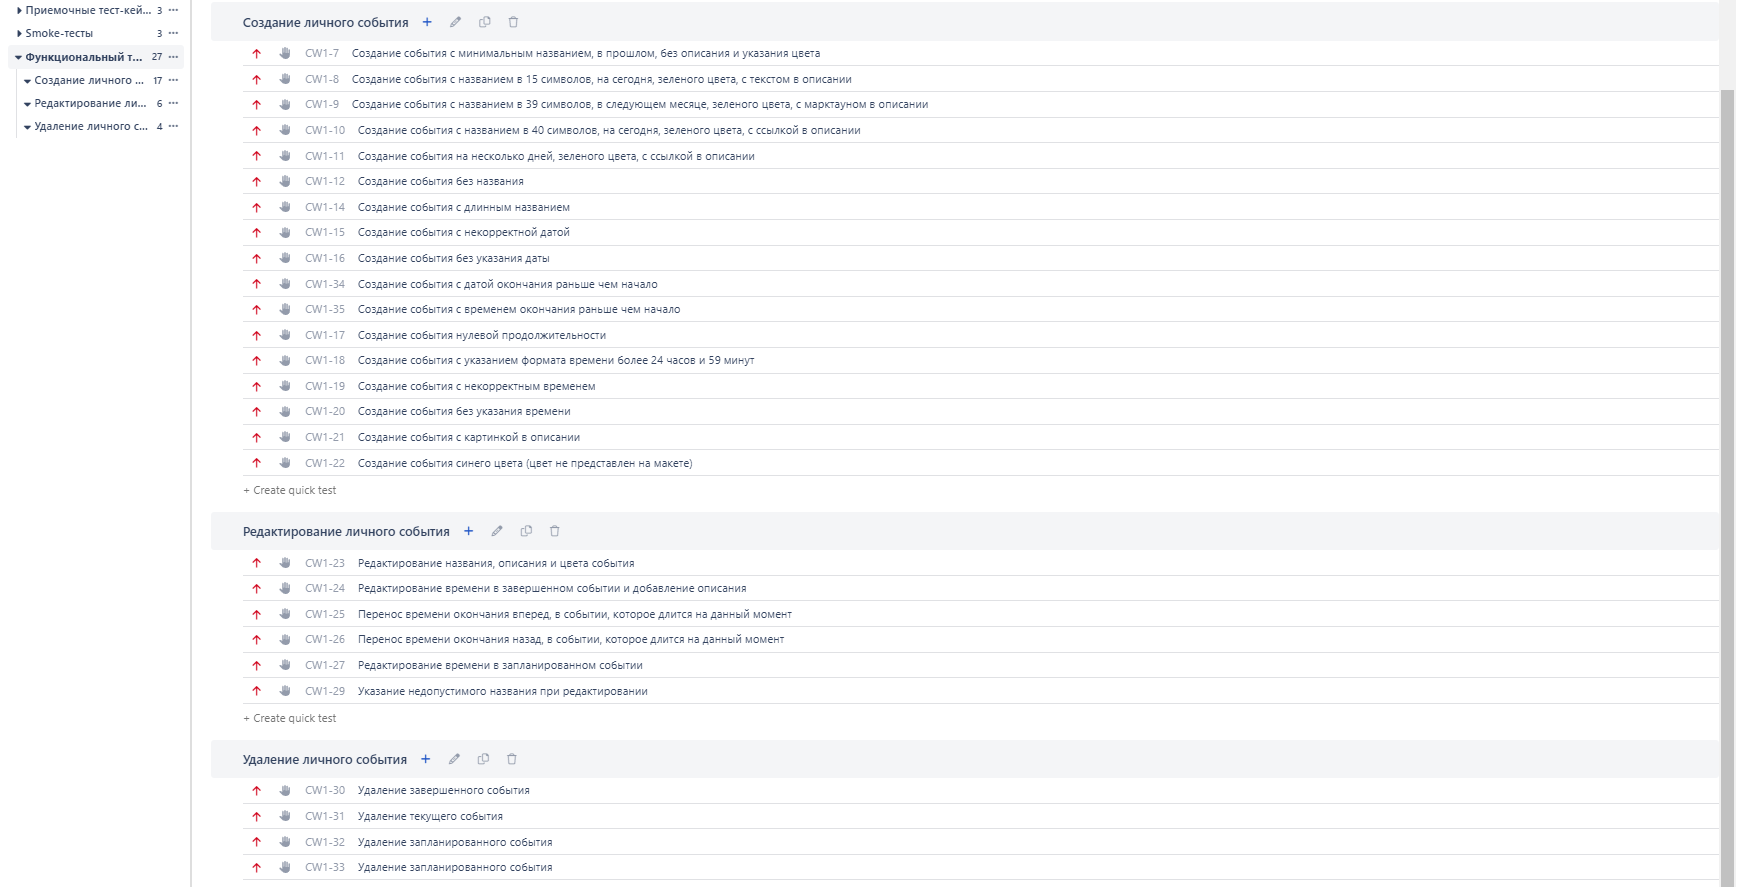 Приемочные тест-кей... 3 ···
Smoke-тесты 3 ···
Функциональный т... 27 ···
Создание личного ... 17 ···
Редактирование ли... 6 ···
Удаление личного с... 4 ···
Создание личного события
CW1-7 Создание события с минимальным названием, в прошлом, без описания и указания цвета
CW1-8 Создание события с названием в 15 символов, на сегодня, зеленого цвета, с текстом в описании
CW1-9 Создание события с названием в 39 символов, в следующем месяце, зеленого цвета, с марктауном в описании
CW1-10 Создание события с названием в 40 символов, на сегодня, зеленого цвета, с ссылкой в описании
CW1-11 Создание события на несколько дней, зеленого цвета, с ссылкой в описании
CW1-12 Создание события без названия
CW1-14 Создание события с длинным названием
CW1-15 Создание события с некорректной датой
CW1-16 Создание события без указания даты
CW1-34 Создание события с датой окончания раньше чем начало
CW1-35 Создание события с временем окончания раньше чем начало
CW1-17 Создание события нулевой продолжительности
CW1-18 Создание события с указанием формата времени более 24 часов и 59 минут
CW1-19 Создание события с некорректным временем
CW1-20 Создание события без указания времени
CW1-21 Создание события с картинкой в описании
CW1-22 Создание события синего цвета (цвет не представлен на макете)
+ Create quick test
Редактирование личного события
CW1-23 Редактирование названия, описания и цвета события
CW1-24 Редактирование времени в завершенном событии и добавление описания
CW1-25 Перенос времени окончания вперед, в событии, которое длится на данный момент
CW1-26 Перенос времени окончания назад, в событии, которое длится на данный момент
CW1-27 Редактирование времени в запланированном событии
CW1-29 Указание недопустимого названия при редактировании
+ Create quick test
Удаление личного события
CW1-30 Удаление завершенного события
CW1-31 Удаление текущего события
CW1-32 Удаление запланированного события
CW1-33 Удаление запланированного события